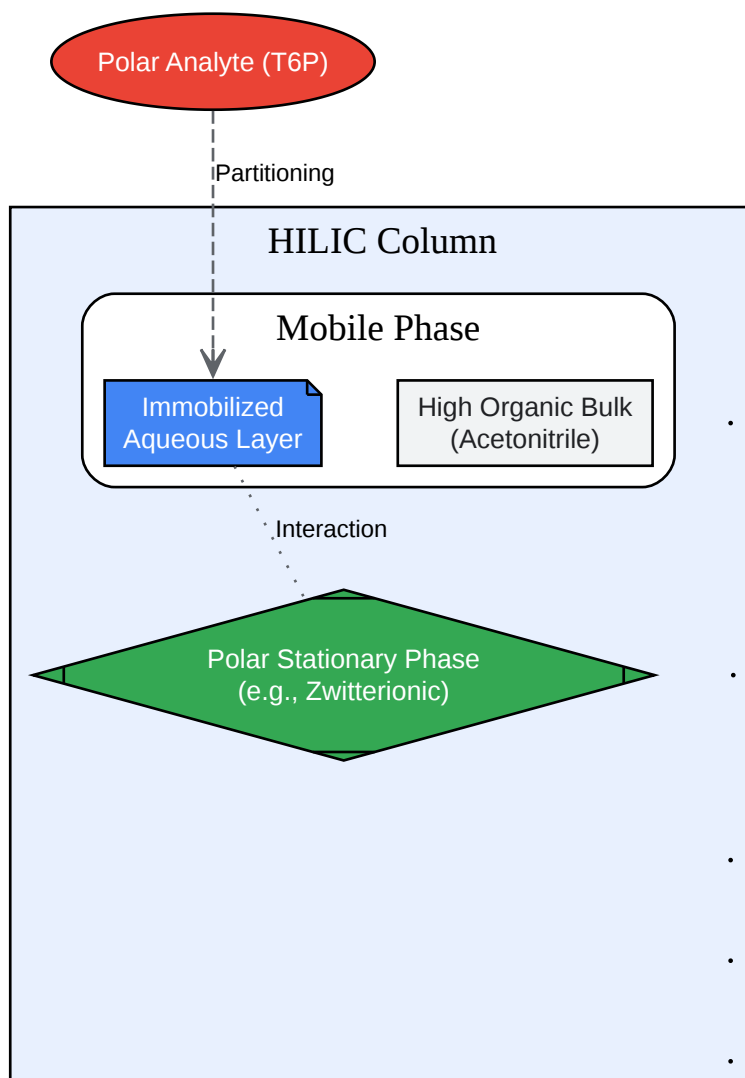 Polar Analyte (T6P)
Partitioning
HILIC Column
Mobile Phase
Immobilized
Aqueous Layer
High Organic Bulk
(Acetonitrile)
Interaction
Polar Stationary Phase
(e.g., Zwitterionic)